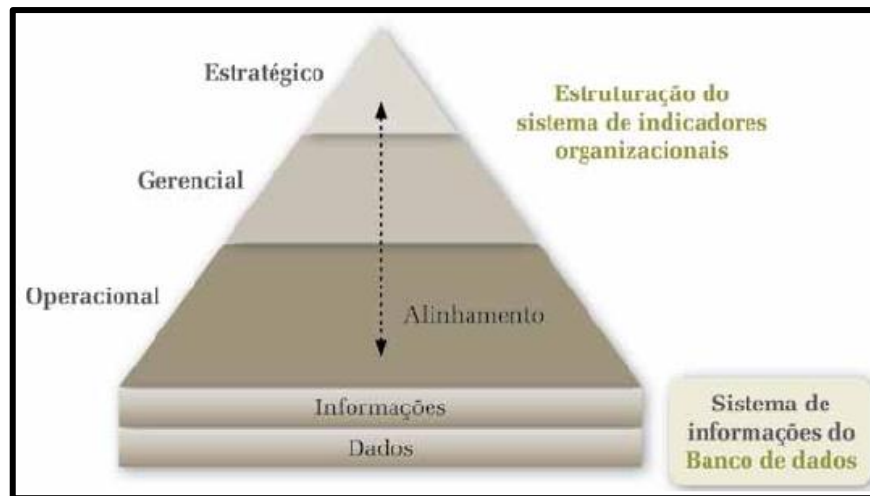 Estratégico
Estruturação do
sistema de indicadores
organizacionais
Gerencial
Operacional
Alinhamento
Informações
Dados
Sistema de
informações do
Banco de dados